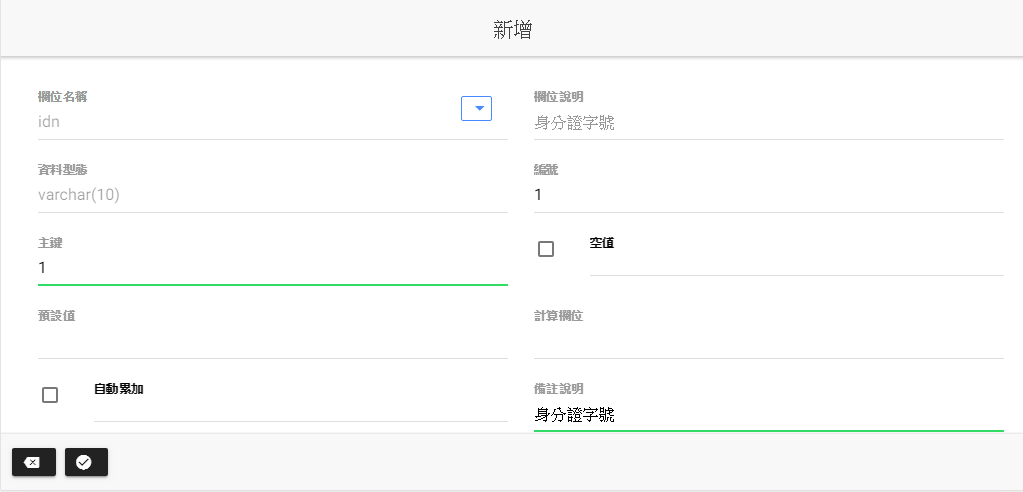 新增
欄位名稱
idn
欄位說明
身分證字號
資料型態
varchar(10)
編號
1
主鍵
1
空值
預設值
計算欄位
自動累加
備註說明
身分證字號